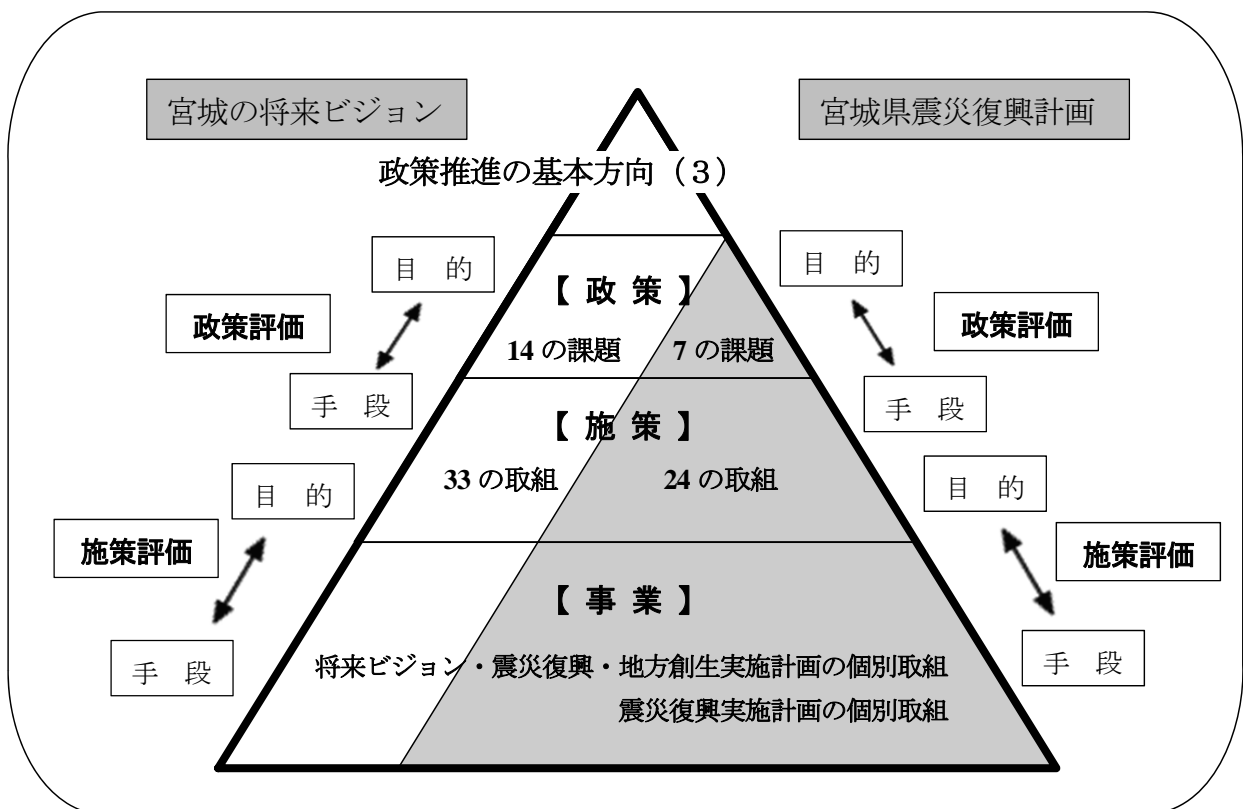 宮城の将来ビジョン
宮城県震災復興計画
政策推進の基本方向（３）
目　的
目　的
【 政 策 】
政策評価
政策評価
14 の課題
7 の課題
手　段
手　段
【 施 策 】
33 の取組
24 の取組
目　的
目　的
施策評価
施策評価
【 事 業 】
手　段
手　段
将来ビジョン・震災復興・地方創生実施計画の個別取組
震災復興実施計画の個別取組